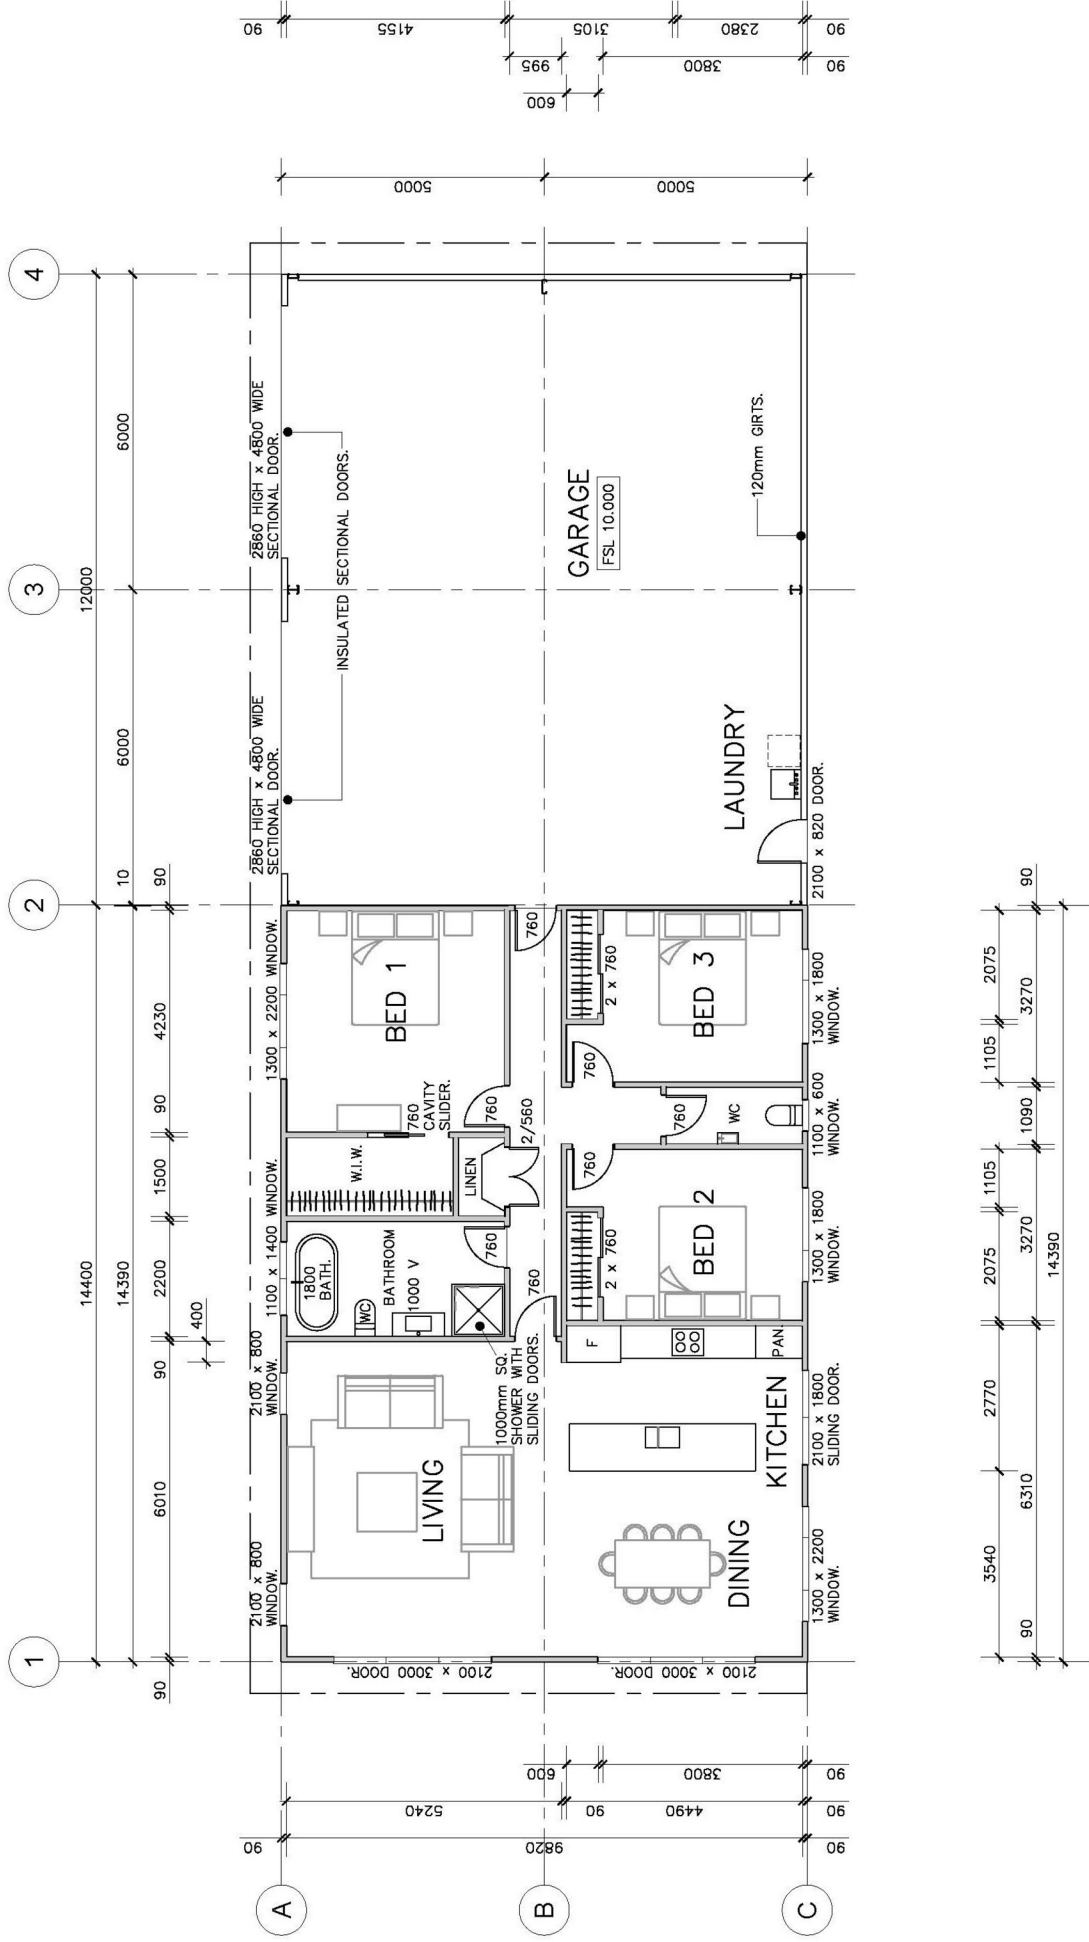 1
2
3
4
14400
12000
14390
10
6000
6000
90
6010
90
2200
1500
90
4230
90
400
2100 x 800
WINDOW.
2100 x 800
WINDOW.
1100 x 1400 WINDOW.
1300 x 2200 WINDOW.
2860 HIGH x 4800 WIDE
SECTIONAL DOOR.
2860 HIGH x 4800 WIDE
SECTIONAL DOOR.
A
B
C
90
9820
90
5240
90
4490
90
600
3800
90
2100 x 3000 DOOR.
2100 x 3000 DOOR.
LIVING
1800
BATH.
WC
BATHROOM
1000 V
760
1000mm SQ.
SHOWER WITH
SLIDING DOORS.
W.I.W.
LINEN
760
CAVITY
SLIDER.
BED 1
760
2/560
760
760
INSULATED SECTIONAL DOORS.
GARAGE
FSL 10.000
120mm GIRTS.
LAUNDRY
DINING
KITCHEN
F
PAN.
2 x 760
BED 2
760
760
WC
760
2 x 760
BED 3
1300 x 2200
WINDOW.
2100 x 1800
SLIDING DOOR.
1300 x 1800
WINDOW.
1100 x 600
WINDOW.
1300 x 1800
WINDOW.
2100 x 820 DOOR.
3540
2770
2075
1105
1105
2075
90
6310
3270
1090
3270
90
14390
5000
5000
600
995
3800
90
90
4155
3105
2380
90